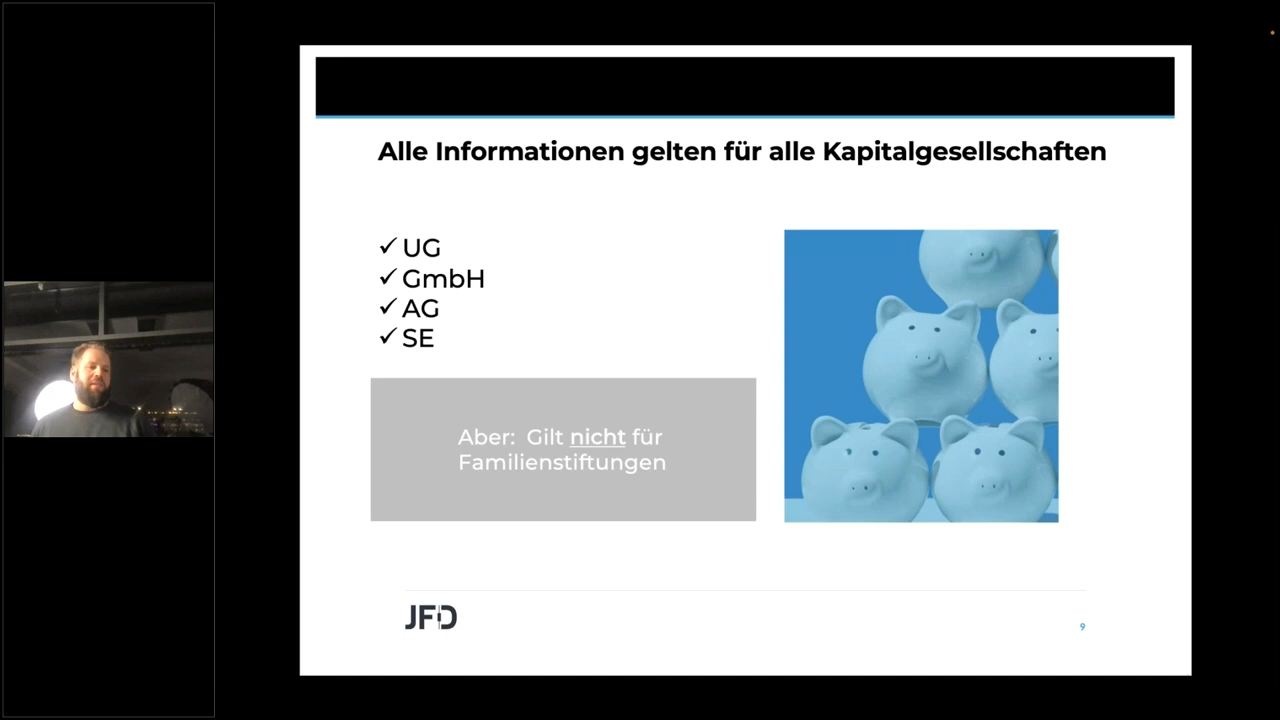 Alle Informationen gelten für alle Kapitalgesellschaften
✓ UG
✓ GmbH
✓ AG
✓ SE
Aber: Gilt nicht für
Familienstiftungen
JFD
9